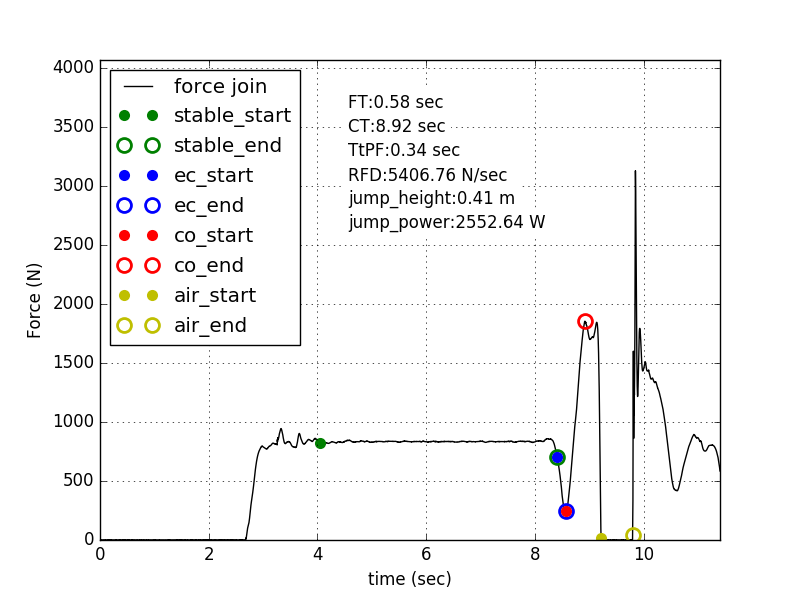 4000
3500
3000
2500
2000
1500
1000
500
0
Force (N)
force join
stable_start
stable_end
ec_start
ec_end
co_start
co_end
air_start
air_end
FT:0.58 sec
CT:8.92 sec
TtPF:0.34 sec
RFD:5406.76 N/sec
jump_height:0.41 m
jump_power:2552.64 W
0 2 4 6 8 10
time (sec)